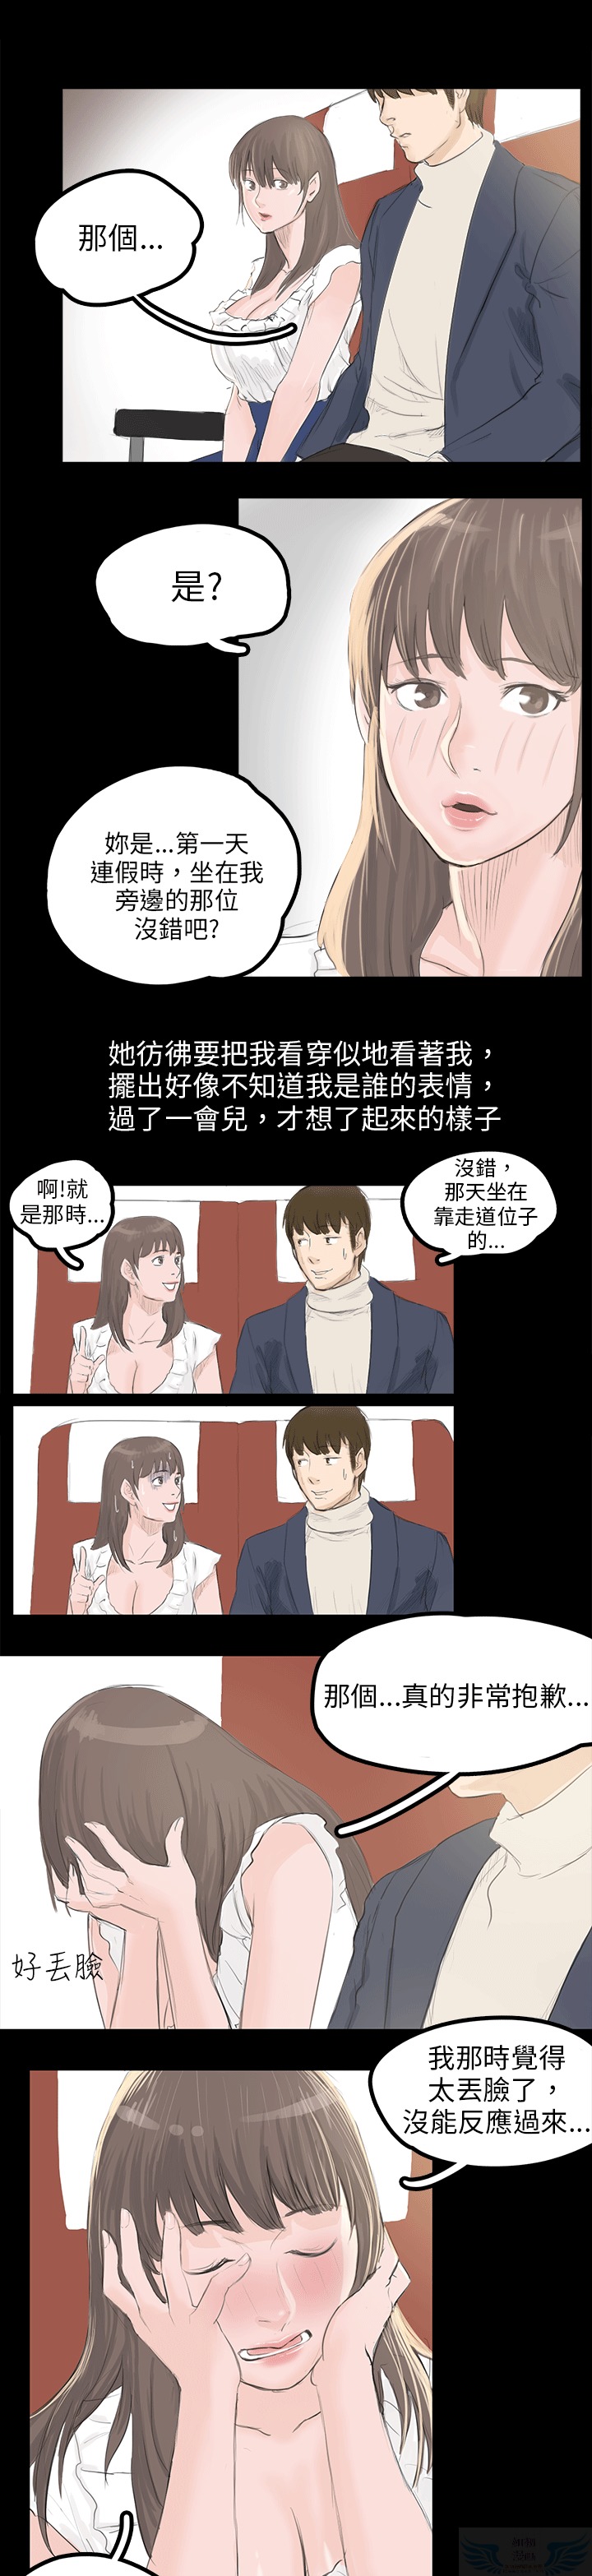 那個...
是?
妳是...第一天
連假時，坐在我
旁邊的那位
沒錯吧?
她彷彿要把我看穿似地看著我，
擺出好像不知道我是誰的表情，
過了一會兒，才想了起來的樣子
啊!就
是那時...
沒錯，
那天坐在
靠走道位子
的...
那個...真的非常抱歉...
好丟臉
我那時覺得
太丟臉了，
沒能反應過來...